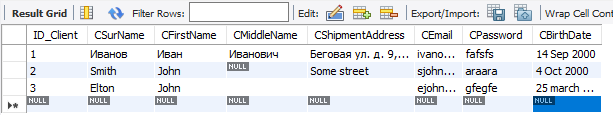 Result Grid Filter Rows: Edit: Export/Import: Wrap Cell Cont
ID_Client CSurName CFirstName CMiddleName CShipmentAddress CEmail CPassword CBirthDate
1 Иванов Иван Иванович Беговая ул. д. 9,... ivano... fafsfs 14 Sep 2000
2 Smith John NULL Some street sjohn... araara 4 Oct 2000
3 Elton John ejohn... gfegfe 25 march ...
NULL NULL NULL NULL NULL NULL NULL NULL